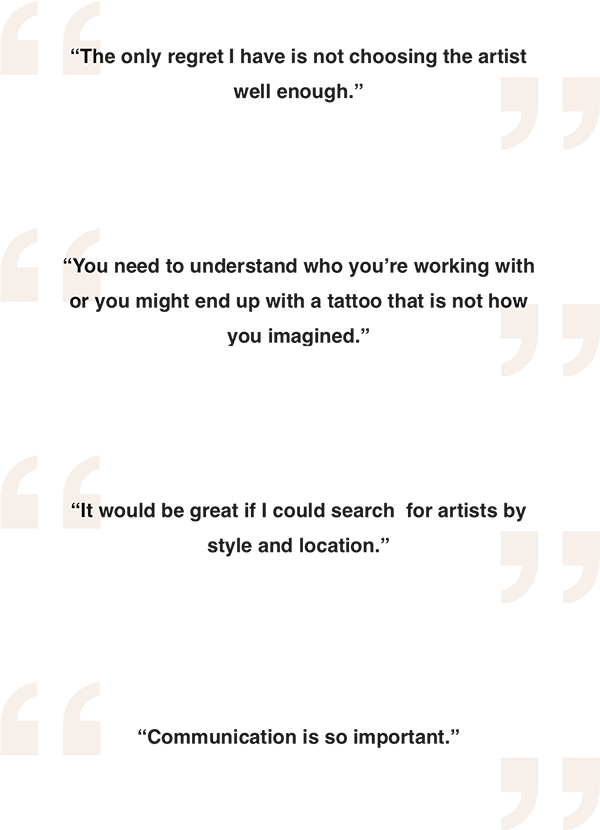 “The only regret I have is not choosing the artist
well enough.”
“You need to understand who you’re working with
or you might end up with a tattoo that is not how
you imagined.”
“It would be great if I could search  for artists by
style and location.”
“Communication is so important.”